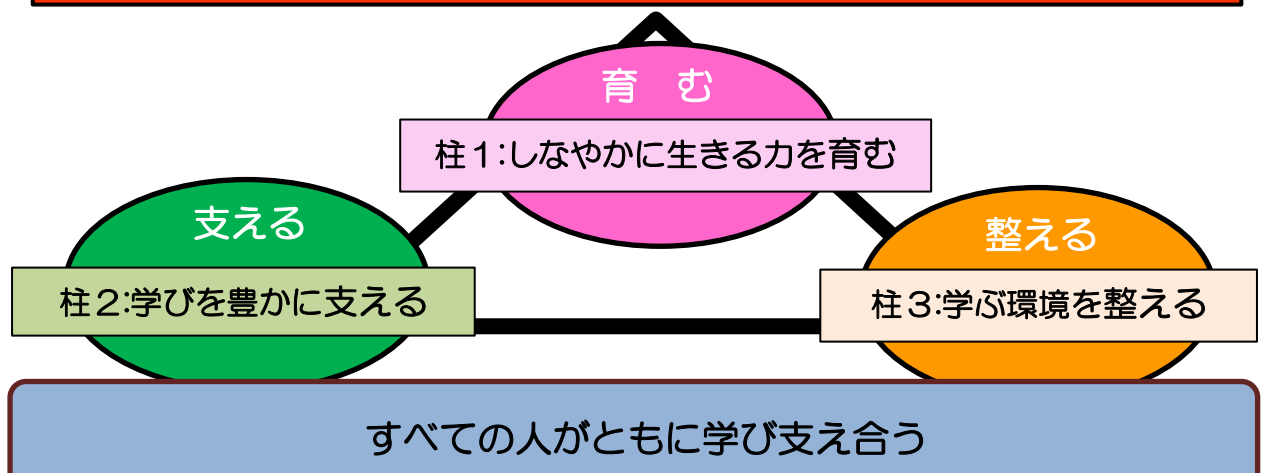 育　む
柱１:しなやかに生きる力を育む
支える
柱２:学びを豊かに支える
整える
柱３:学ぶ環境を整える
すべての人がともに学び支え合う